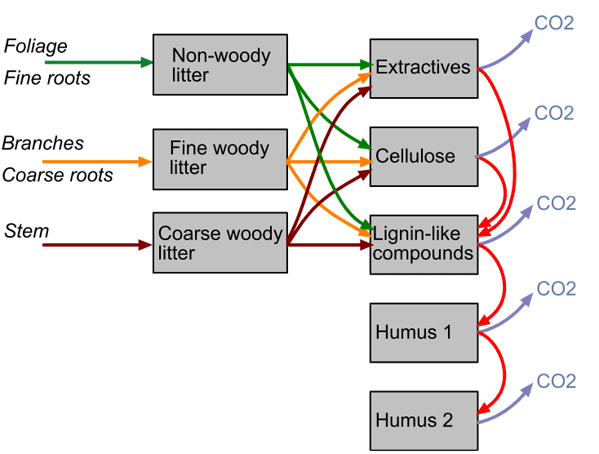 Foliage
Fine roots
Branches
Coarse roots
Stem
Non-woody
litter
Fine woody
litter
Coarse woody
litter
Extractives
Cellulose
Lignin-like
compounds
Humus 1
Humus 2
CO2
CO2
CO2
CO2
CO2